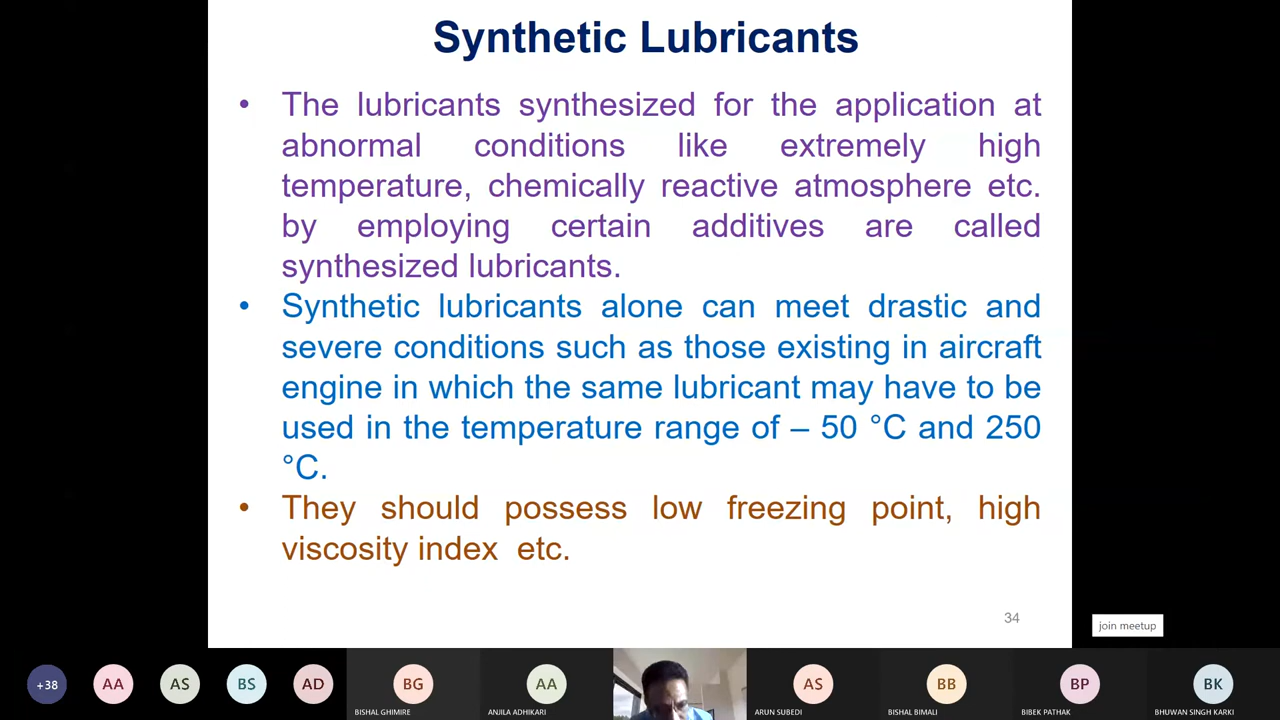 Synthetic Lubricants
• The lubricants synthesized for the application at
abnormal conditions like extremely high
temperature, chemically reactive atmosphere etc.
by employing certain additives are called
synthesized lubricants.
• Synthetic lubricants alone can meet drastic and
severe conditions such as those existing in aircraft
engine in which the same lubricant may have to be
used in the temperature range of – 50 °C and 250
°C.
• They should possess low freezing point, high
viscosity index etc.
34
join meetup
+38 AA AS BS AD BG AA AS BB BP BK
BISHAL GHIMIRE ANJILA ADHIKARI ARUN SUBEDI BISHAL BIMALI BIBEK PATHAK BHUWAN SINGH KARKI